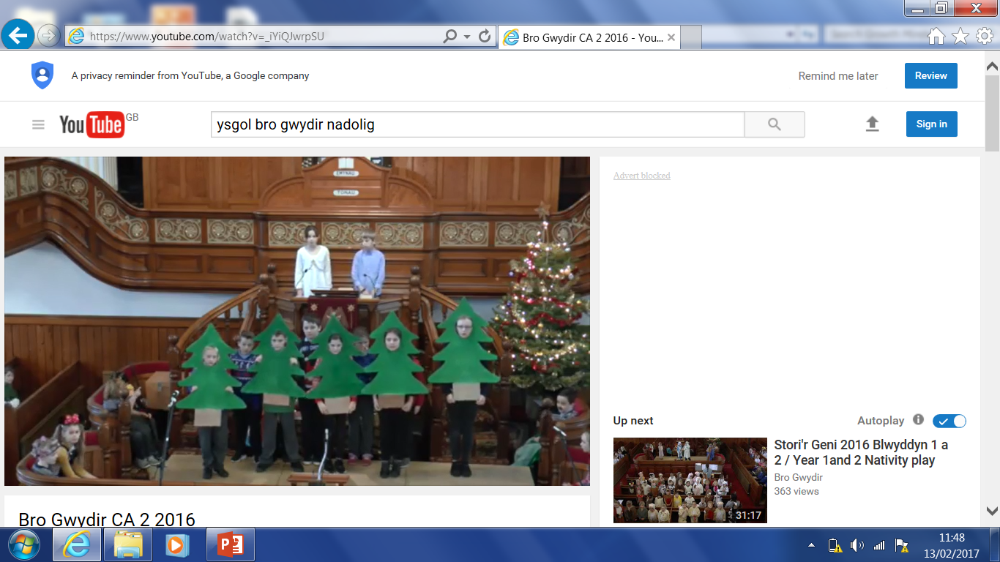 https://www.youtube.com/watch?v=_iYiQJwrpSU
Bro Gwydir CA 2 2016 - You...
A privacy reminder from YouTube, a Google company
Remind me later
Review
YouTube GB
ysgol bro gwydir nadolig
Sign in
EMYNAU
TONAU
Advert blocked
Up next
Autoplay
Stori'r Geni 2016 Blwyddyn 1 a
2 / Year 1and 2 Nativity play
Bro Gwydir
363 views
31:17
Bro Gwydir CA 2 2016
11:48
13/02/2017